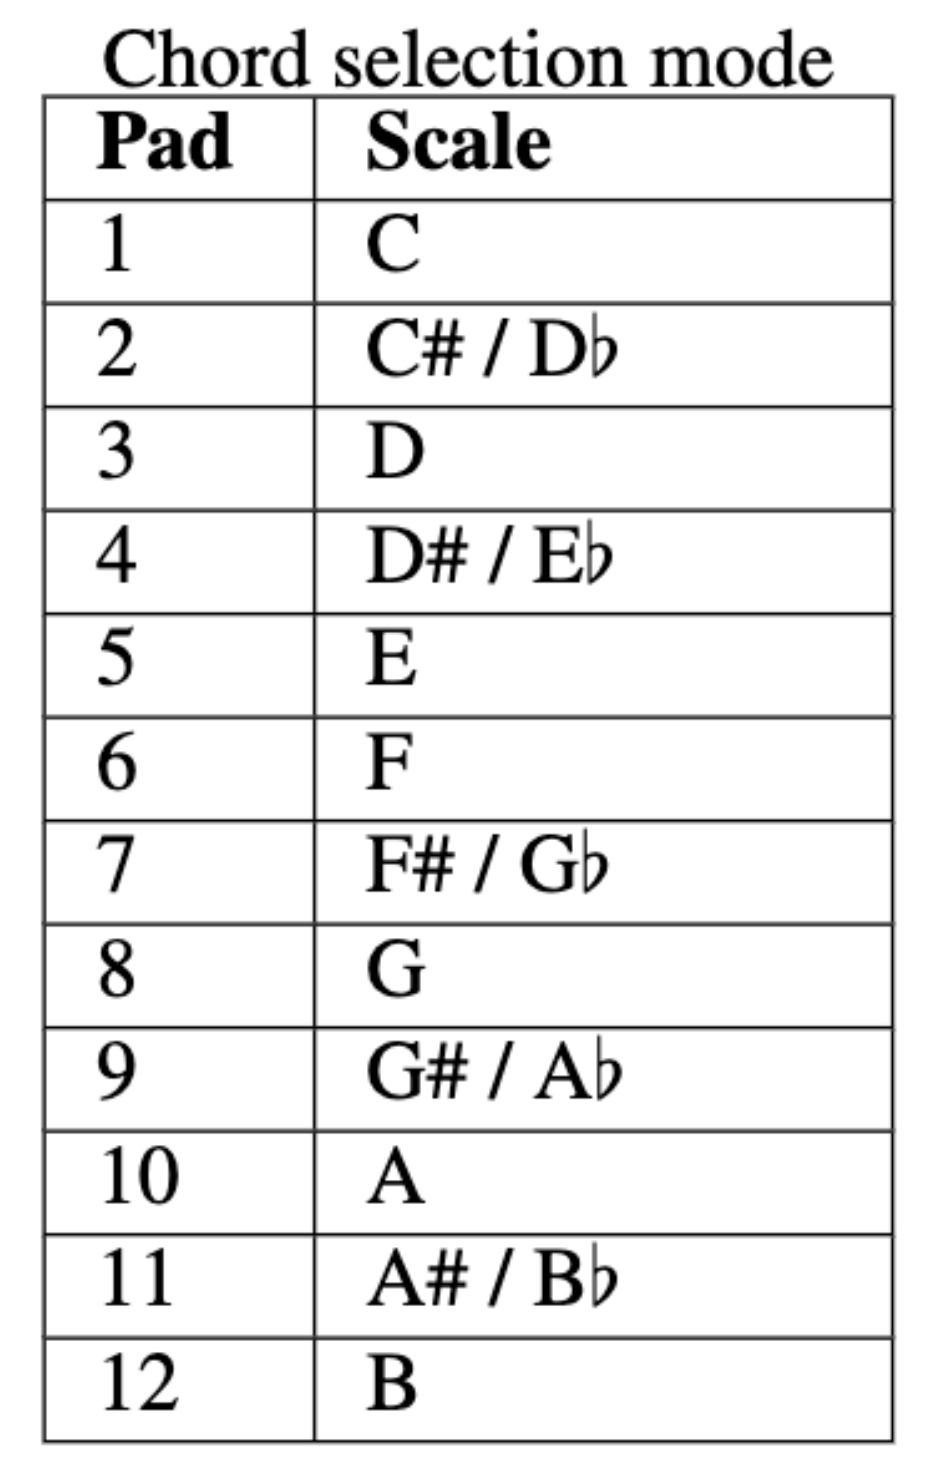 Chord selection mode
Pad Scale
1 C
2 C# / D♭
3 D
4 D# / E♭
5 E
6 F
7 F# / G♭
8 G
9 G# / A♭
10 A
11 A# / B♭
12 B